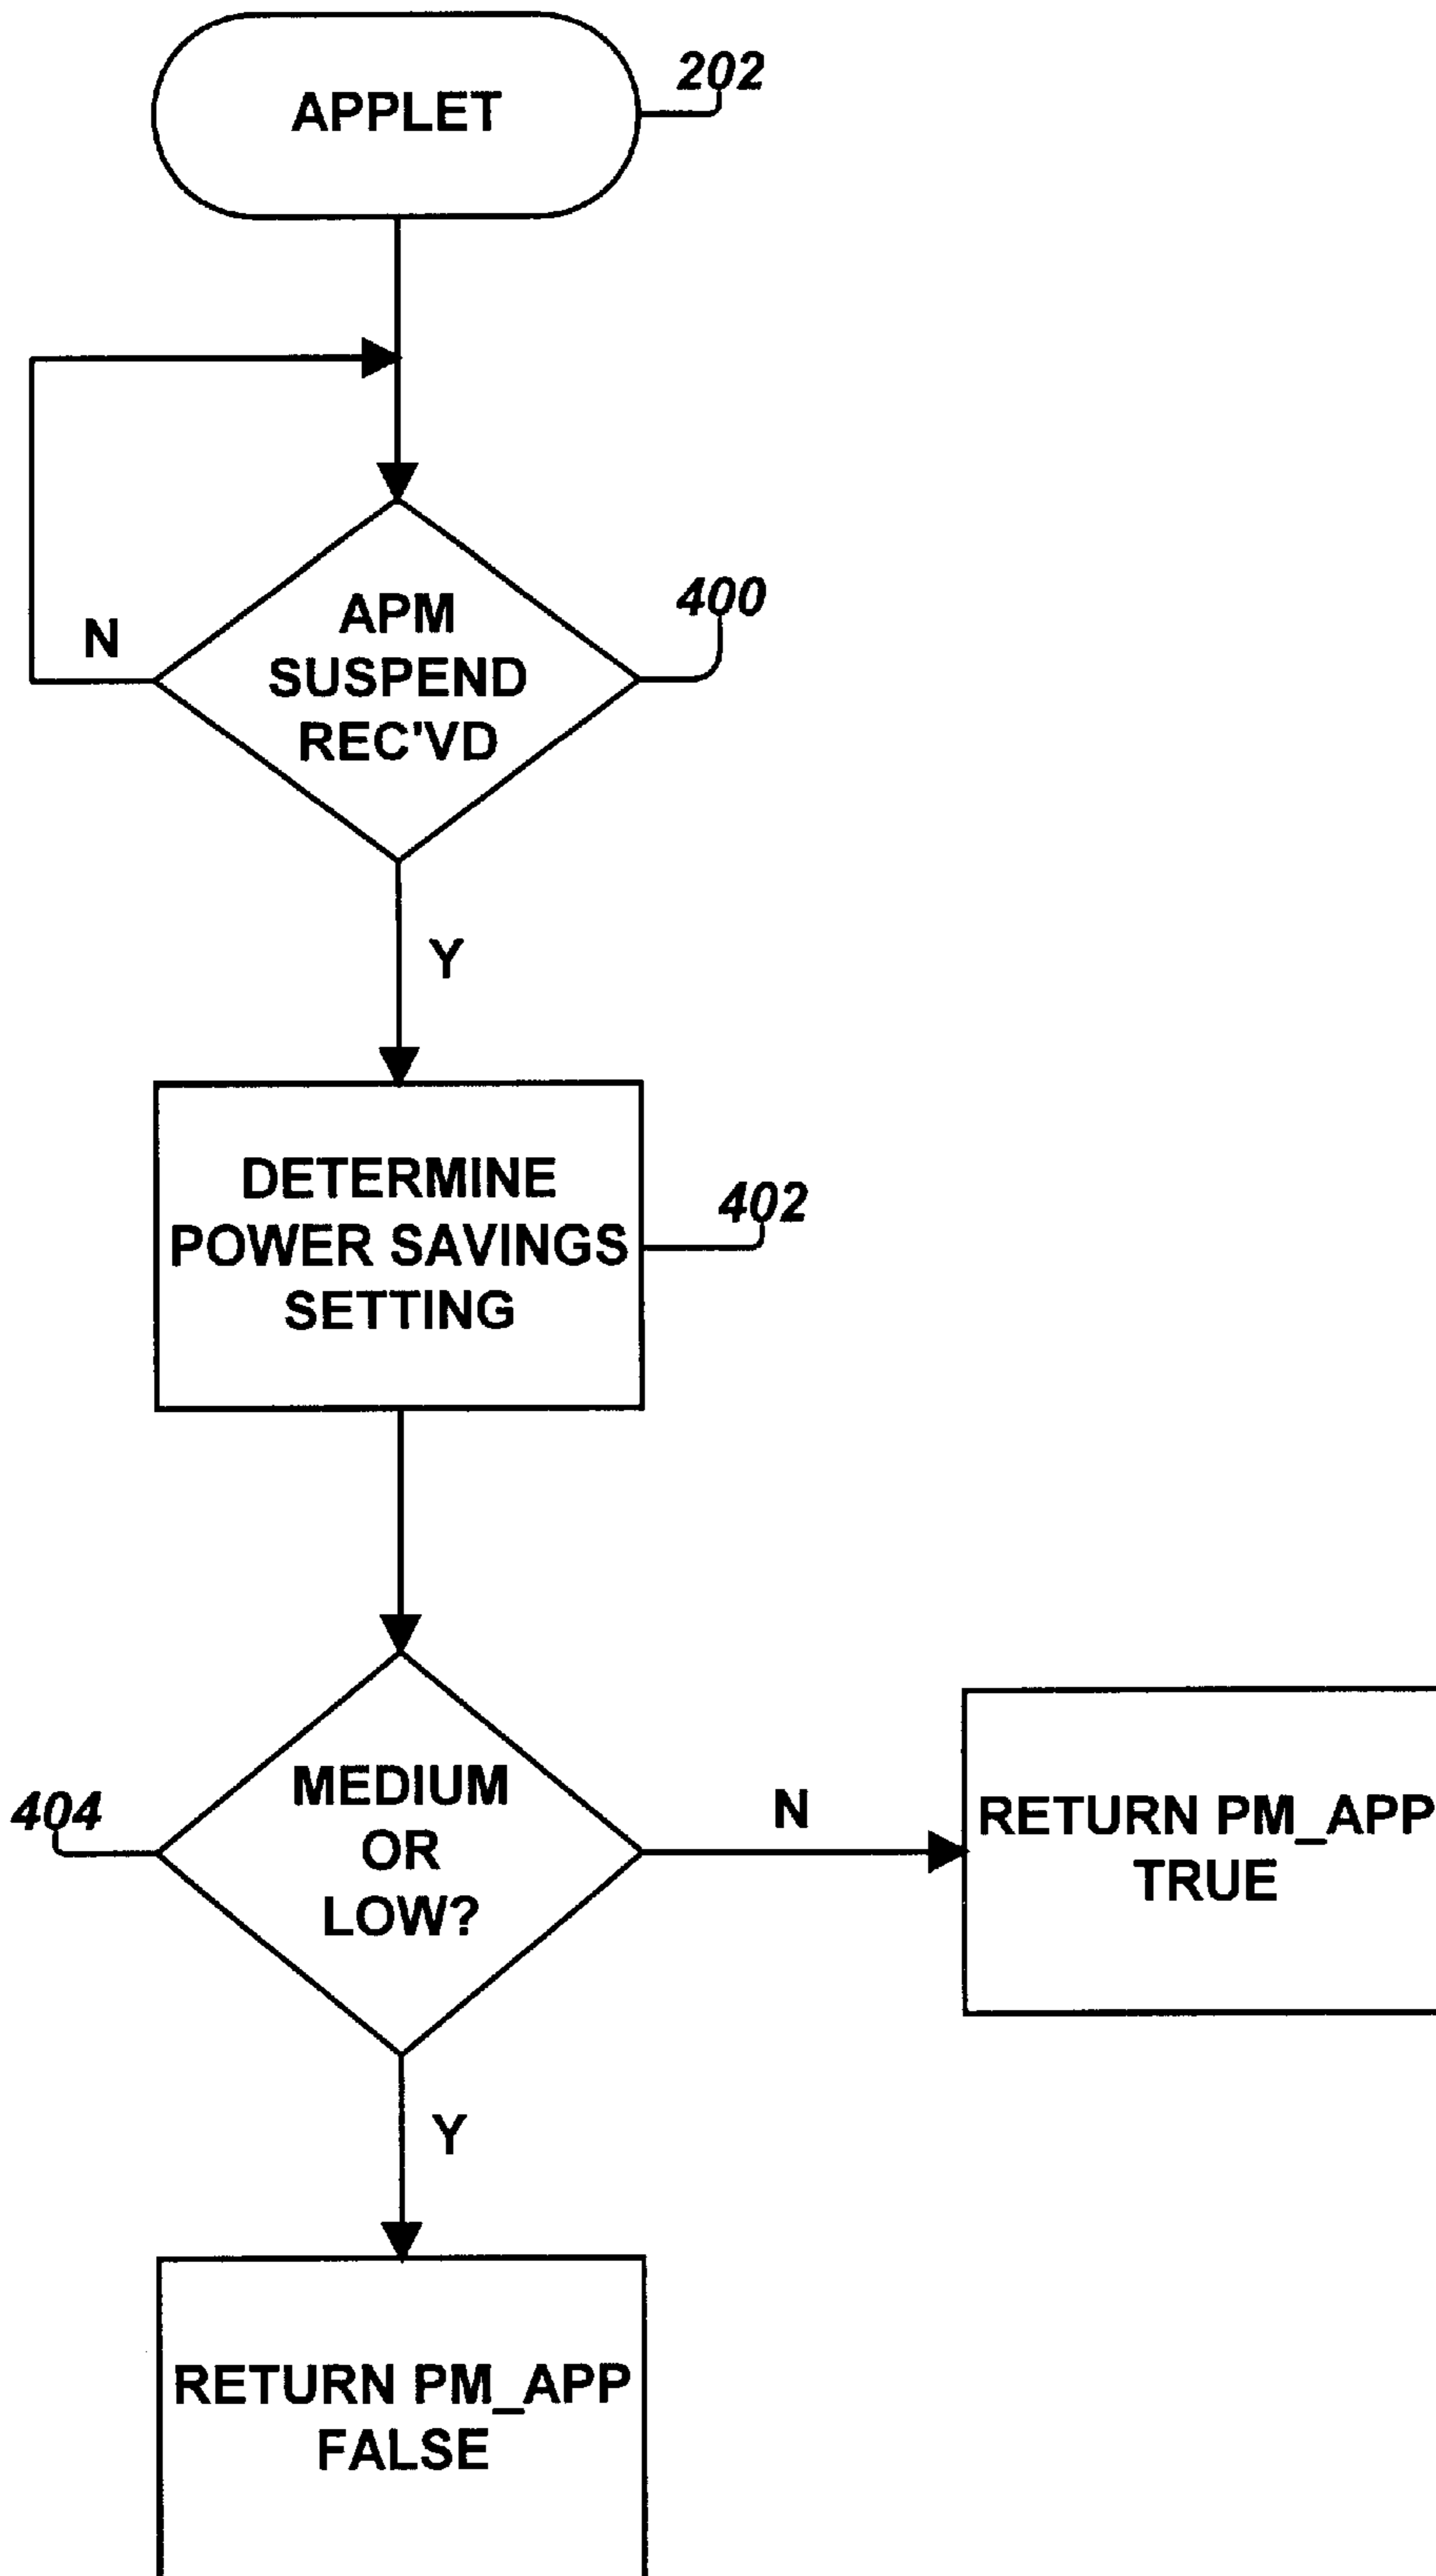 APPLET
202
APM
SUSPEND
REC'VD
400
N
Y
DETERMINE
POWER SAVINGS
SETTING
402
MEDIUM
OR
LOW?
404
N
RETURN PM_APP
TRUE
Y
RETURN PM_APP
FALSE